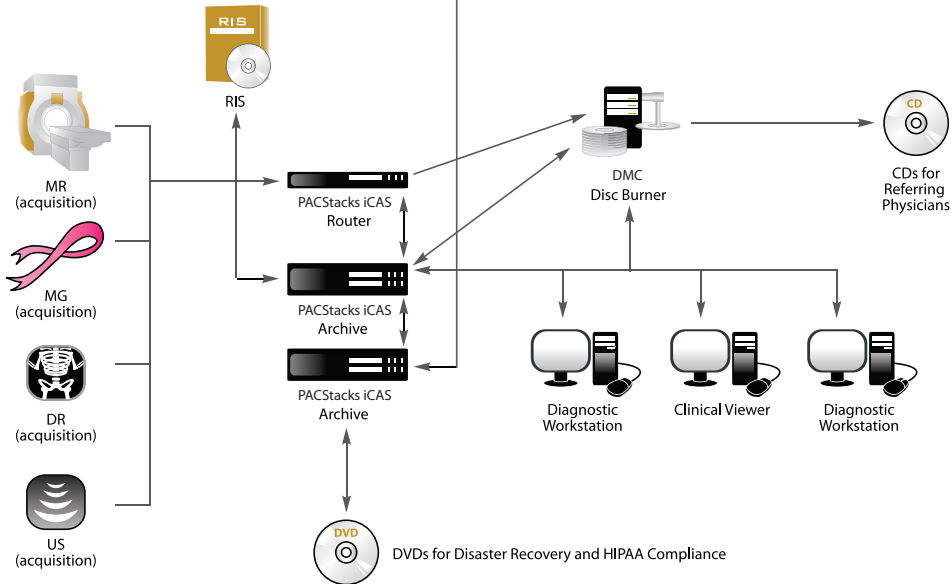 RIS
RIS
MR
(acquisition)
MG
(acquisition)
DR
(acquisition)
US
(acquisition)
PACStacks iCAS
Router
PACStacks iCAS
Archive
PACStacks iCAS
Archive
DMC
Disc Burner
CD
CDs for
Referring
Physicians
Diagnostic
Workstation
Clinical Viewer
Diagnostic
Workstation
DVD
DVDs for Disaster Recovery and HIPAA Compliance